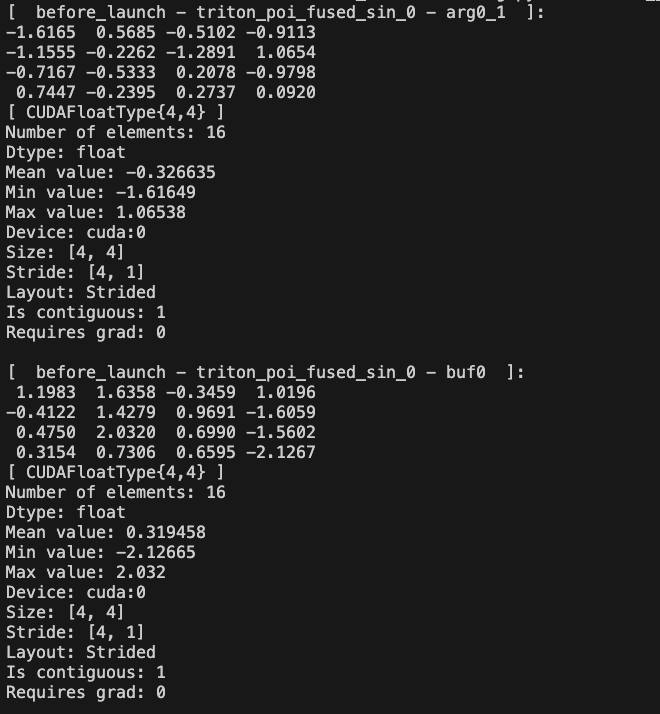 [  before_launch - triton_poi_fused_sin_0 - arg0_1  ]:
-1.6165  0.5685 -0.5102 -0.9113
-1.1555 -0.2262 -1.2891  1.0654
-0.7167 -0.5333  0.2078 -0.9798
 0.7447 -0.2395  0.2737  0.0920
[ CUDAFloatType{4,4} ]
Number of elements: 16
Dtype: float
Mean value: -0.326635
Min value: -1.61649
Max value: 1.06538
Device: cuda:0
Size: [4, 4]
Stride: [4, 1]
Layout: Strided
Is contiguous: 1
Requires grad: 0

[  before_launch - triton_poi_fused_sin_0 - buf0  ]:
 1.1983  1.6358 -0.3459  1.0196
-0.4122  1.4279  0.9691 -1.6059
 0.4750  2.0320  0.6990 -1.5602
 0.3154  0.7306  0.6595 -2.1267
[ CUDAFloatType{4,4} ]
Number of elements: 16
Dtype: float
Mean value: 0.319458
Min value: -2.12665
Max value: 2.032
Device: cuda:0
Size: [4, 4]
Stride: [4, 1]
Layout: Strided
Is contiguous: 1
Requires grad: 0